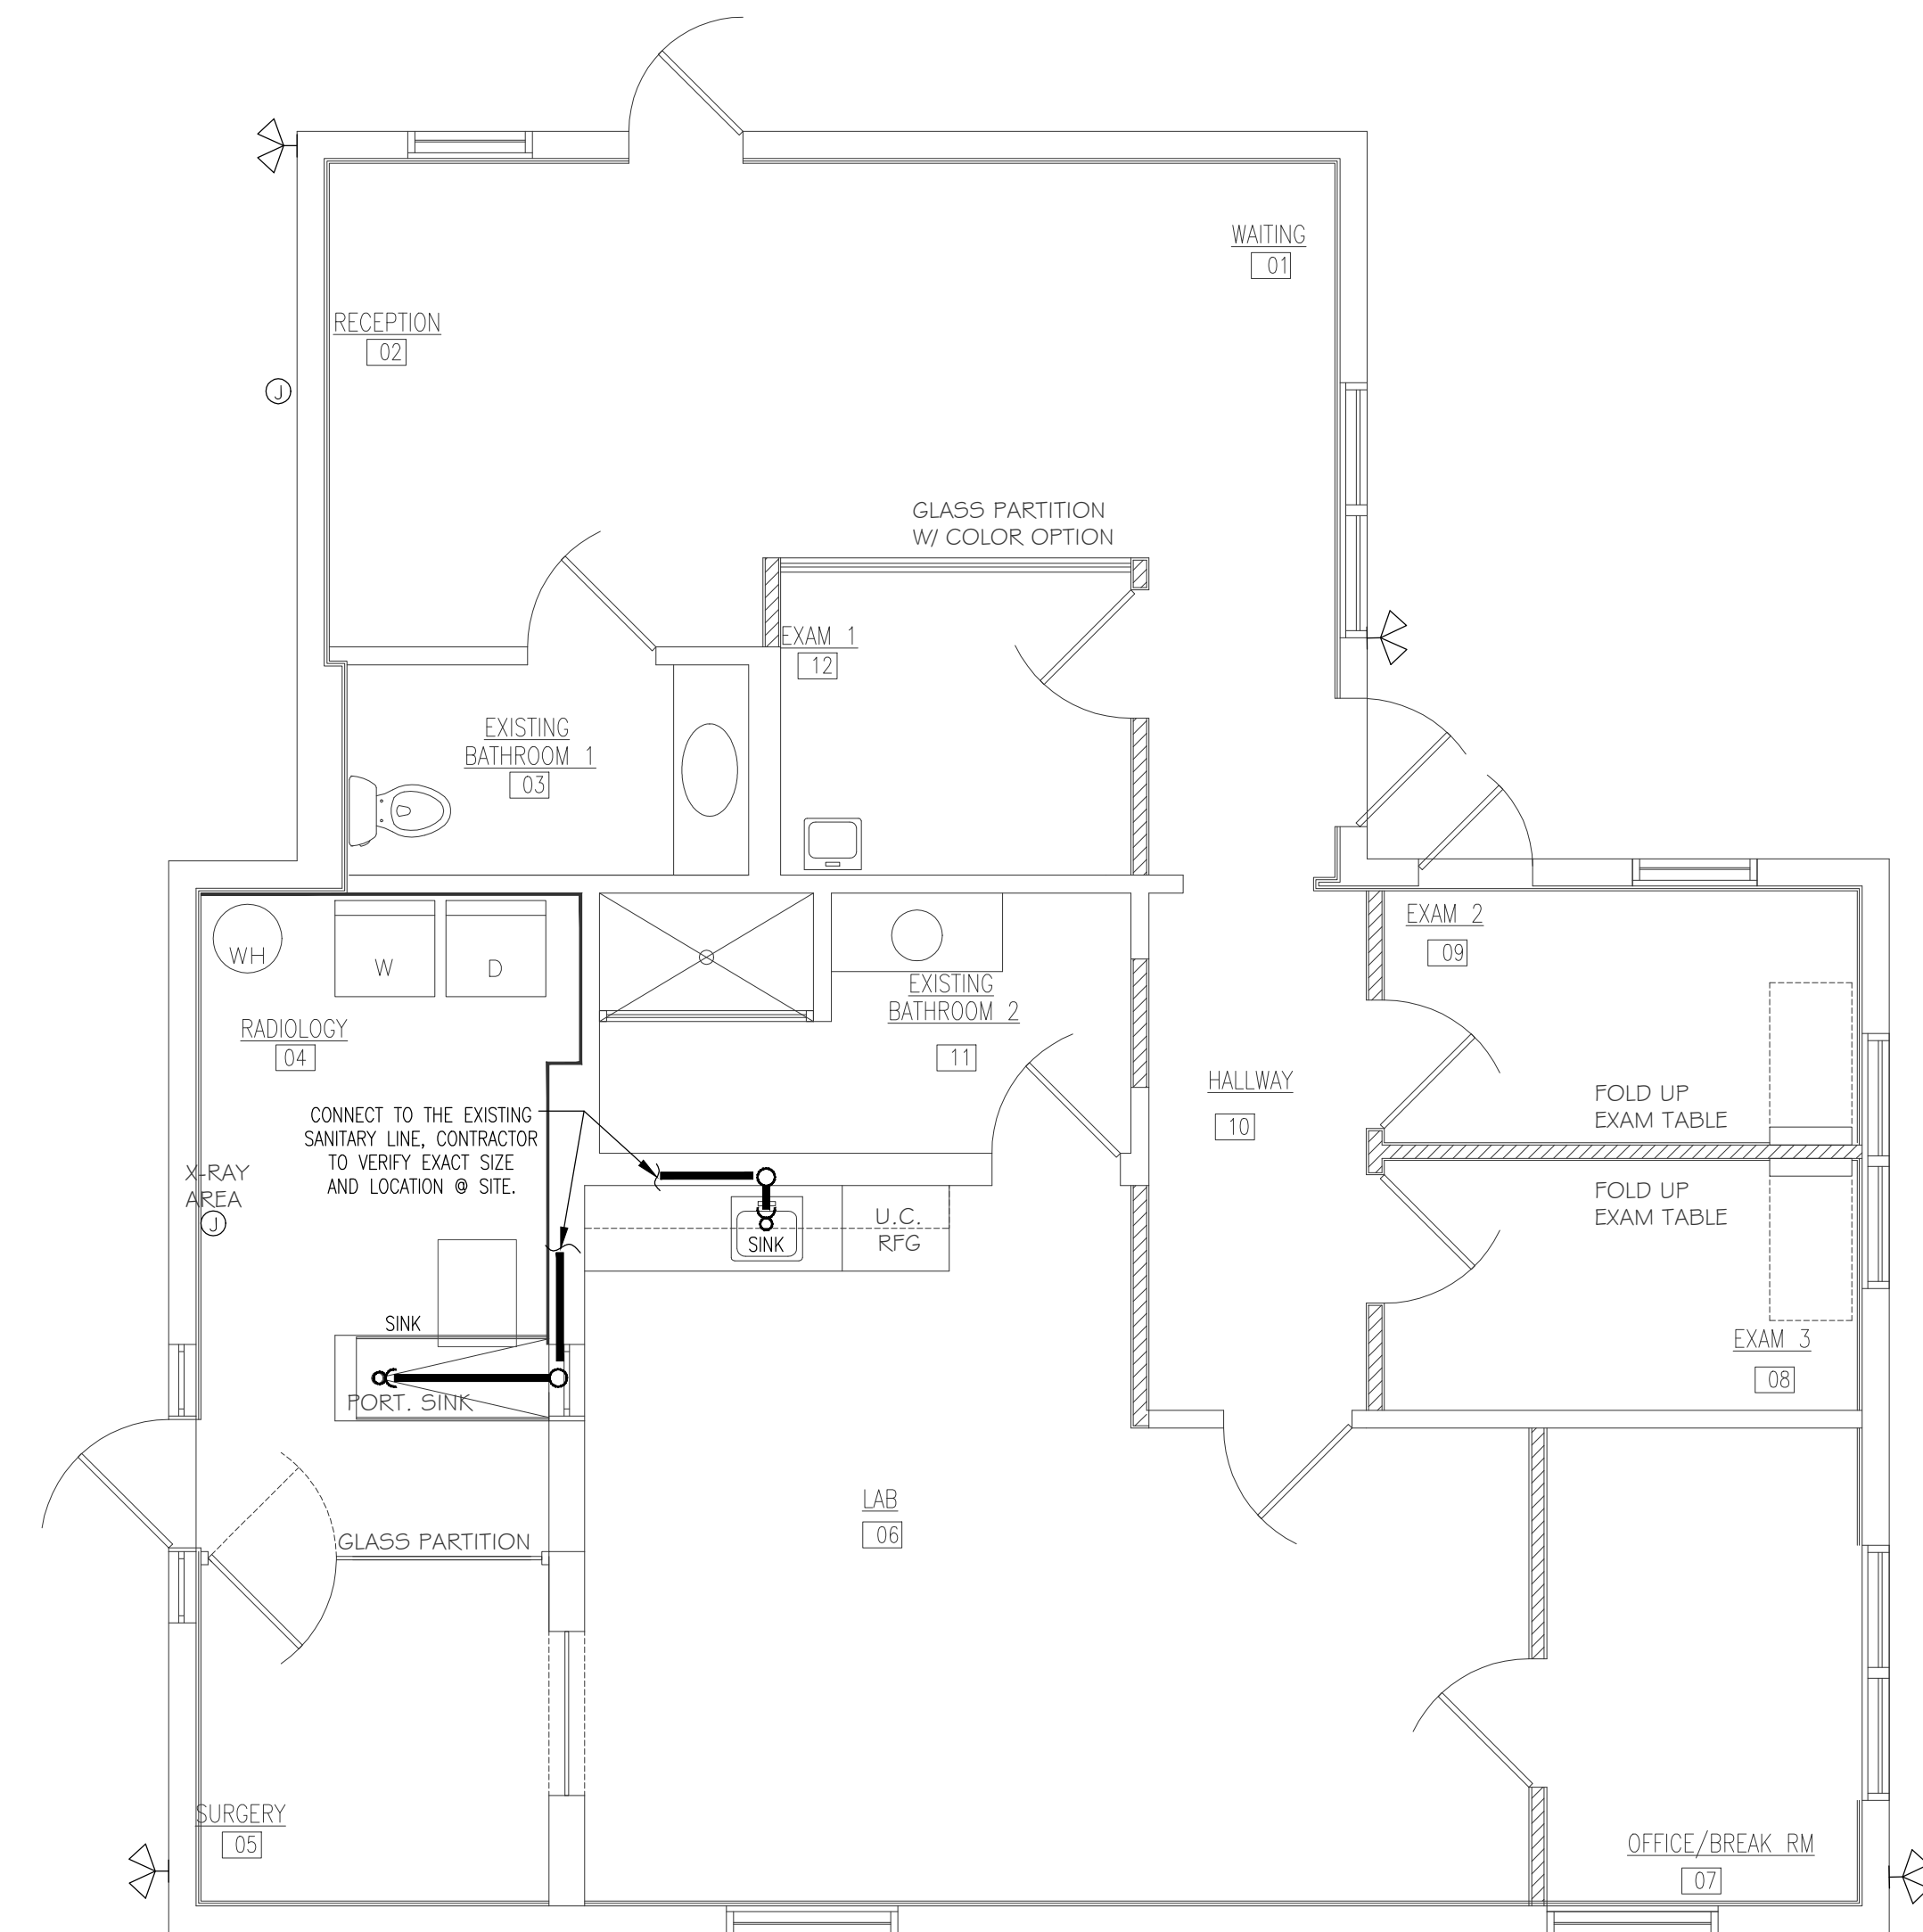 WAITING
01
RECEPTION
02
J
GLASS PARTITION
W/ COLOR OPTION
EXAM 1
12
EXISTING
BATHROOM 1
03
EXAM 2
09
WH
W
D
EXISTING
BATHROOM 2
11
RADIOLOGY
04
HALLWAY
10
FOLD UP
EXAM TABLE
CONNECT TO THE EXISTING
SANITARY LINE, CONTRACTOR
TO VERIFY EXACT SIZE
AND LOCATION @ SITE.
X-RAY
AREA
J
U.C.
RFG
SINK
FOLD UP
EXAM TABLE
SINK
PORT. SINK
EXAM 3
08
LAB
06
GLASS PARTITION
SURGERY
05
OFFICE/BREAK RM
07